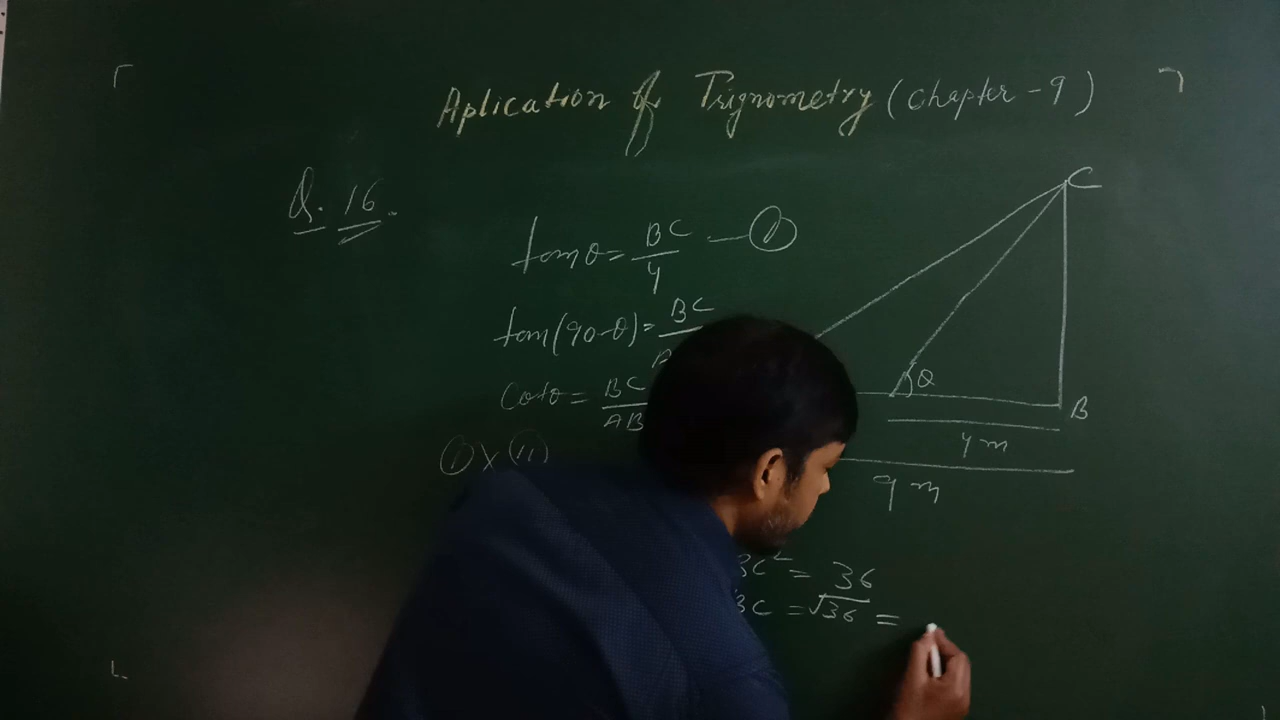 Aplication of Trignometry (Chapter-9)
Q. 16
tanθ = BC/4 — (i)
tan(90-θ) = BC
Cotθ = BC/AB
(i) X (ii)
C
θ
B
4 m
9 m
BC² = 36
BC = √36 =